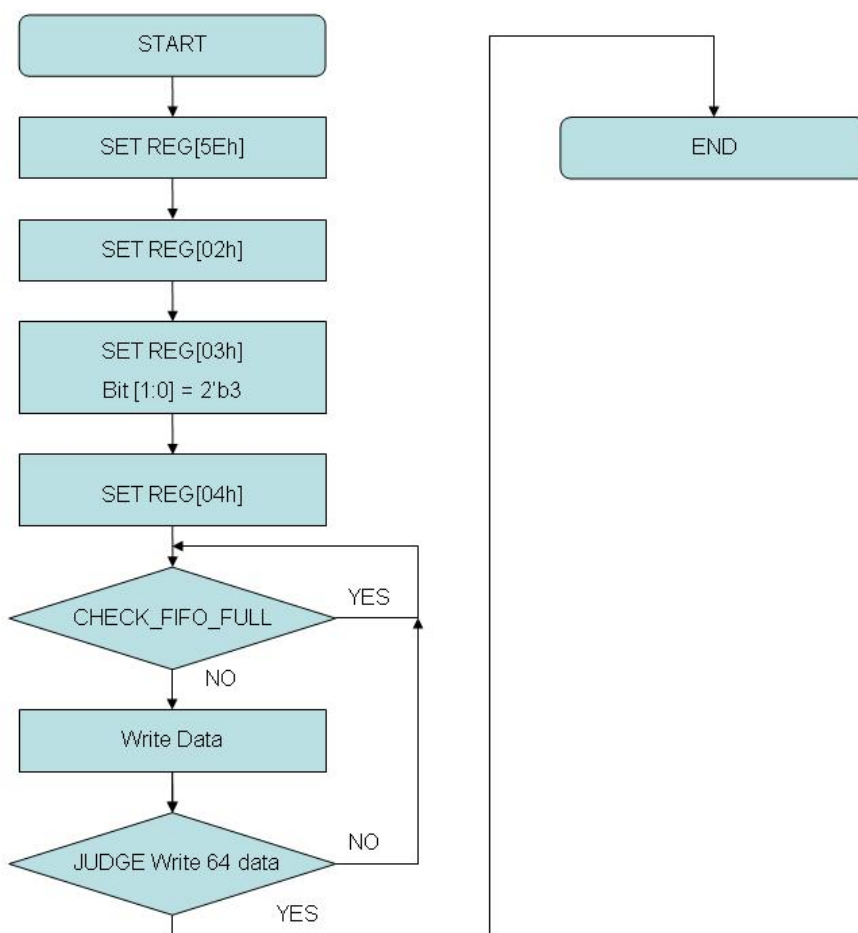 START
SET REG[5Eh]
SET REG[02h]
SET REG[03h]
Bit [1:0] = 2'b3
SET REG[04h]
CHECK_FIFO_FULL
YES
NO
Write Data
JUDGE Write 64 data
NO
YES
END